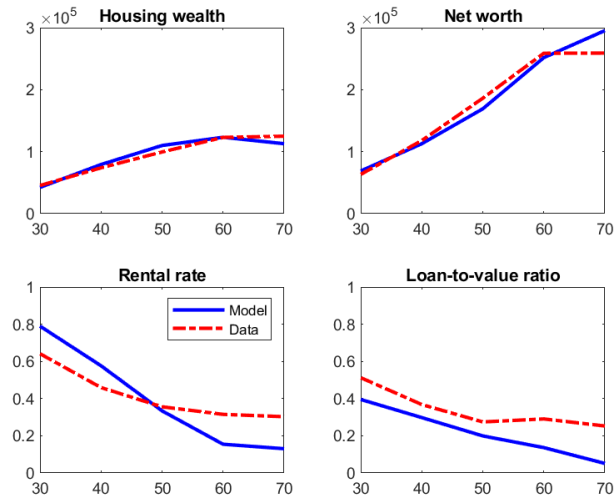 Housing wealth
×10^5
3
2
1
0
30 40 50 60 70
Net worth
×10^5
3
2
1
0
30 40 50 60 70
Rental rate
1
0.8
0.6
0.4
0.2
0
30 40 50 60 70
Model
Data
Loan-to-value ratio
1
0.8
0.6
0.4
0.2
0
30 40 50 60 70